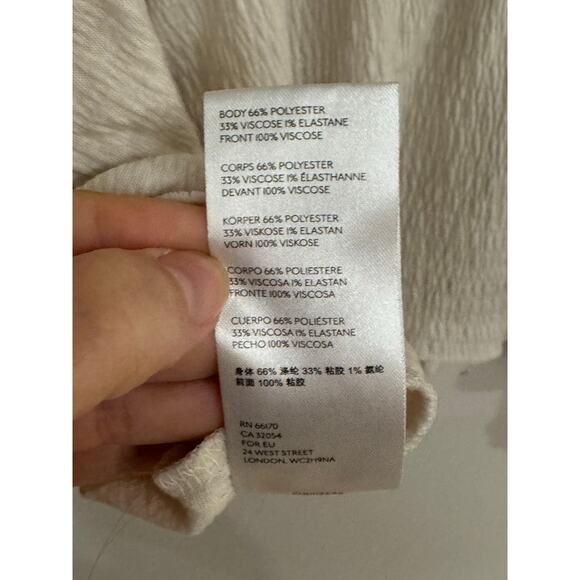 BODY 66% POLYESTER
33% VISCOSE 1% ELASTANE
FRONT 100% VISCOSE
CORPS 66% POLYESTER
33% VISCOSE 1% ÉLASTHANNE
DEVANT 100% VISCOSE
KÖRPER 66% POLYESTER
33% VISKOSE 1% ELASTAN
VORN 100% VISKOSE
CORPO 66% POLIESTERE
33% VISCOSA 1% ELASTAN
FRONTE 100% VISCOSA
CUERPO 66% POLIÉSTER
33% VISCOSA 1% ELASTANE
PECHO 100% VISCOSA
身体 66% 涤纶 33% 粘胶 1% 氨纶
前面 100% 粘胶
RN 66170
CA 32054
FOR EU
24 WEST STREET
LONDON, WC2H9NA